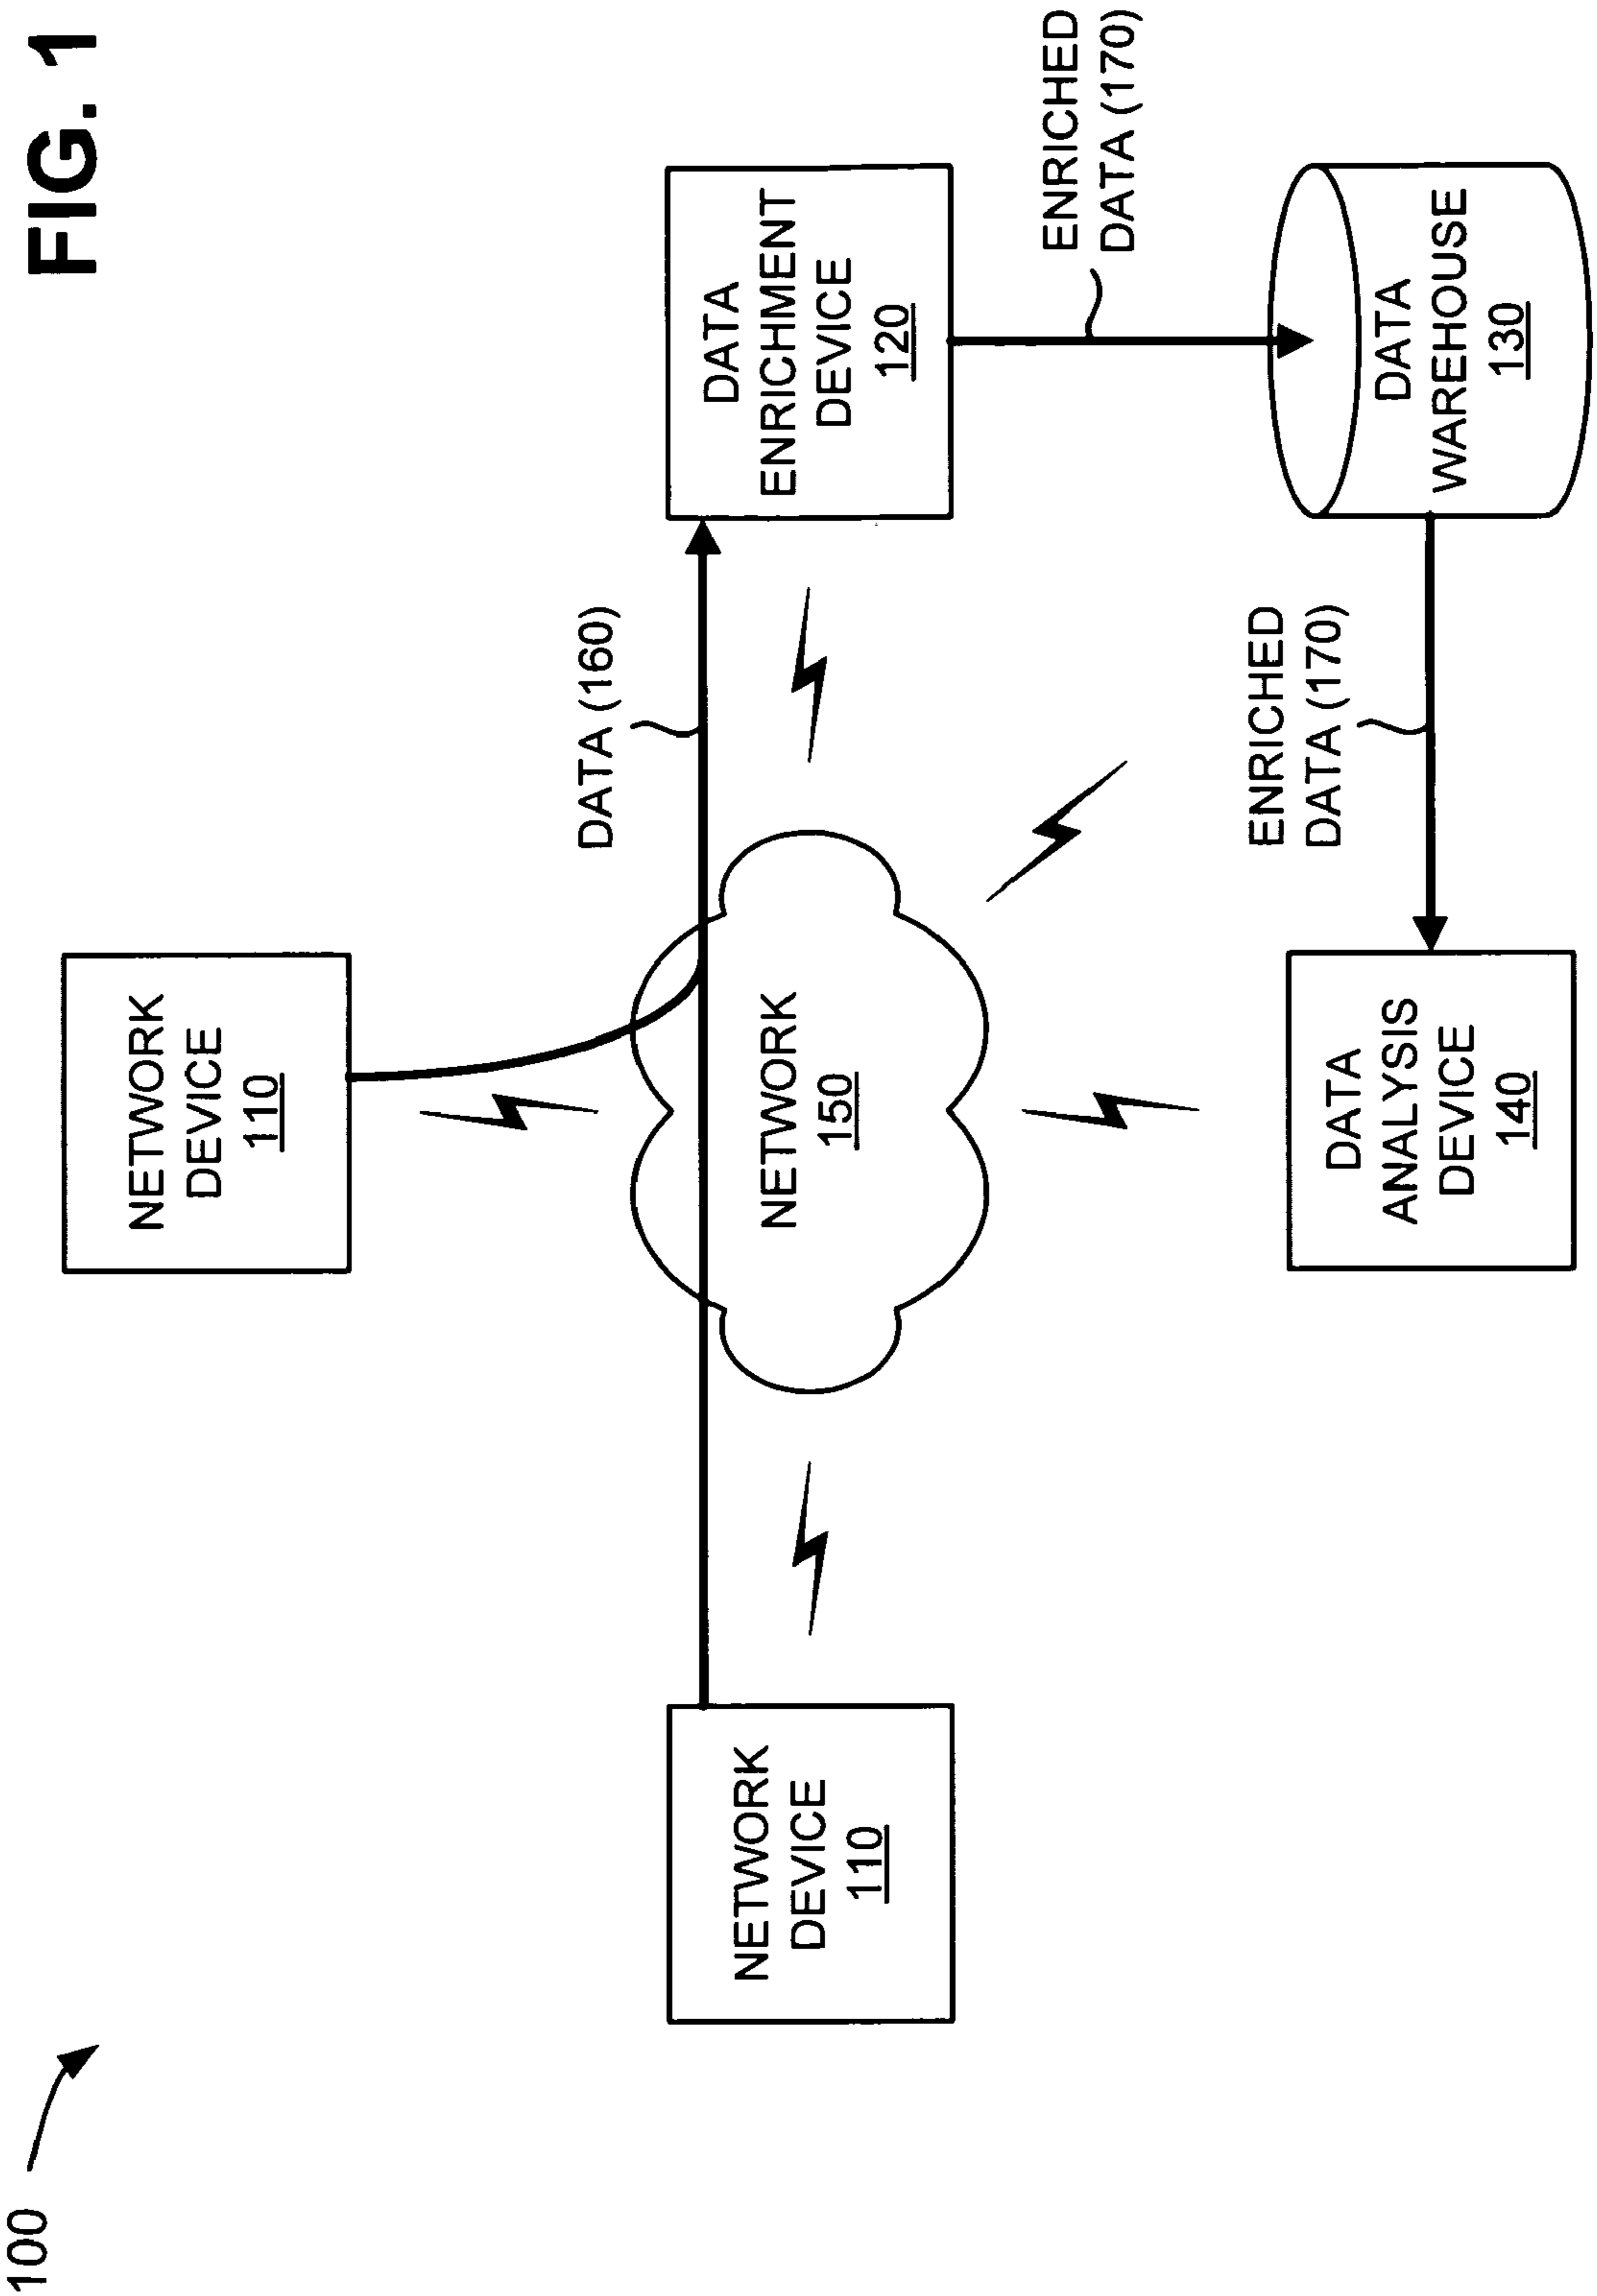 FIG. 1
100
NETWORK
DEVICE
110
NETWORK
DEVICE
110
NETWORK
150
DATA (160)
DATA
ENRICHMENT
DEVICE
120
ENRICHED
DATA (170)
DATA
WAREHOUSE
130
ENRICHED
DATA (170)
DATA
ANALYSIS
DEVICE
140